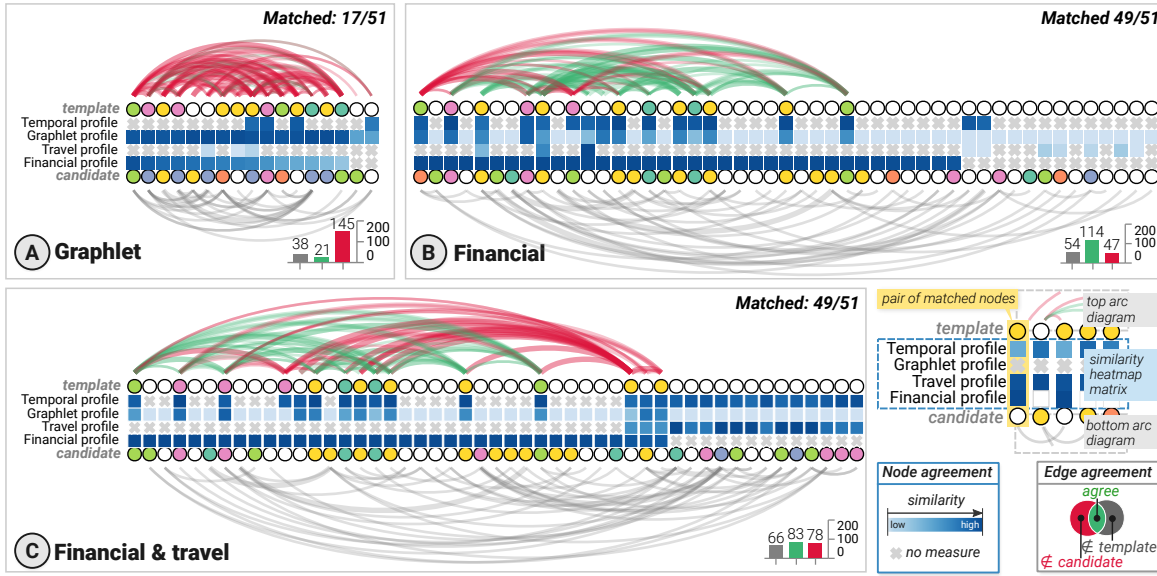 Matched: 17/51
template
Temporal profile
Graphlet profile
Travel profile
Financial profile
candidate
A Graphlet
38
21
145
200
100
0
Matched 49/51
B Financial
54
114
47
200
100
0
Matched: 49/51
template
Temporal profile
Graphlet profile
Travel profile
Financial profile
candidate
C Financial & travel
66
83
78
200
100
0
pair of matched nodes
top arc
diagram
template
Temporal profile
Graphlet profile
Travel profile
Financial profile
similarity
heatmap
matrix
candidate
bottom arc
diagram
Node agreement
similarity
low
high
no measure
Edge agreement
agree
∉ template
∉ candidate